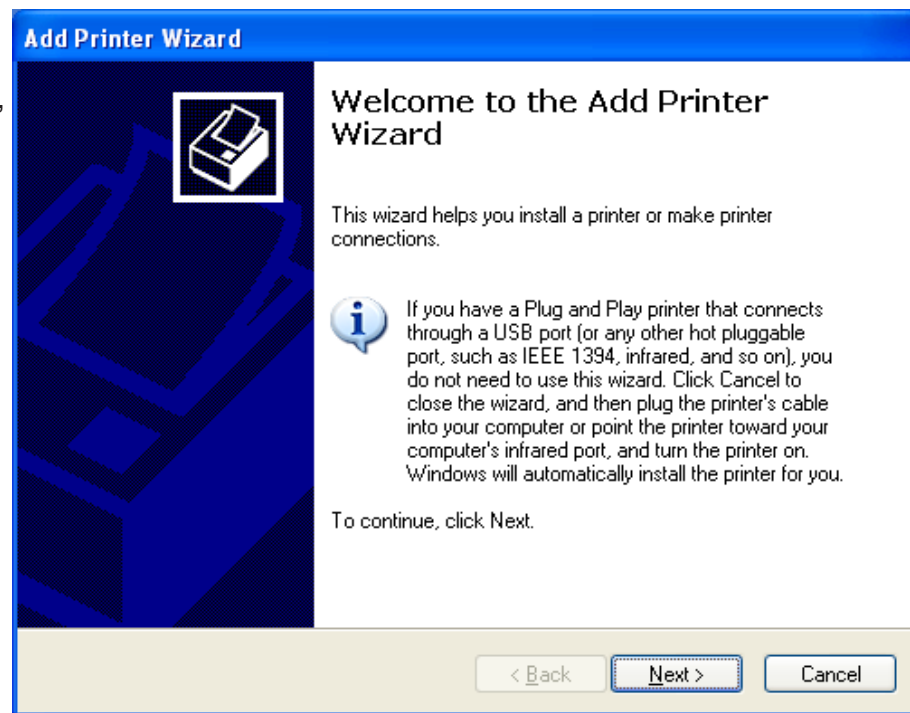 Add Printer Wizard
,
Welcome to the Add Printer
Wizard
This wizard helps you install a printer or make printer
connections.
If you have a Plug and Play printer that connects
through a USB port (or any other hot pluggable
port, such as IEEE 1394, infrared, and so on), you
do not need to use this wizard. Click Cancel to
close the wizard, and then plug the printer's cable
into your computer or point the printer toward your
computer's infrared port, and turn the printer on.
Windows will automatically install the printer for you.
To continue, click Next.
< Back Next > Cancel